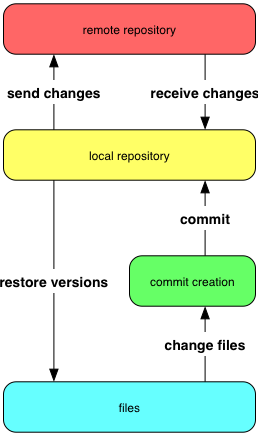 remote repository
send changes
receive changes
local repository
commit
restore versions
commit creation
change files
files